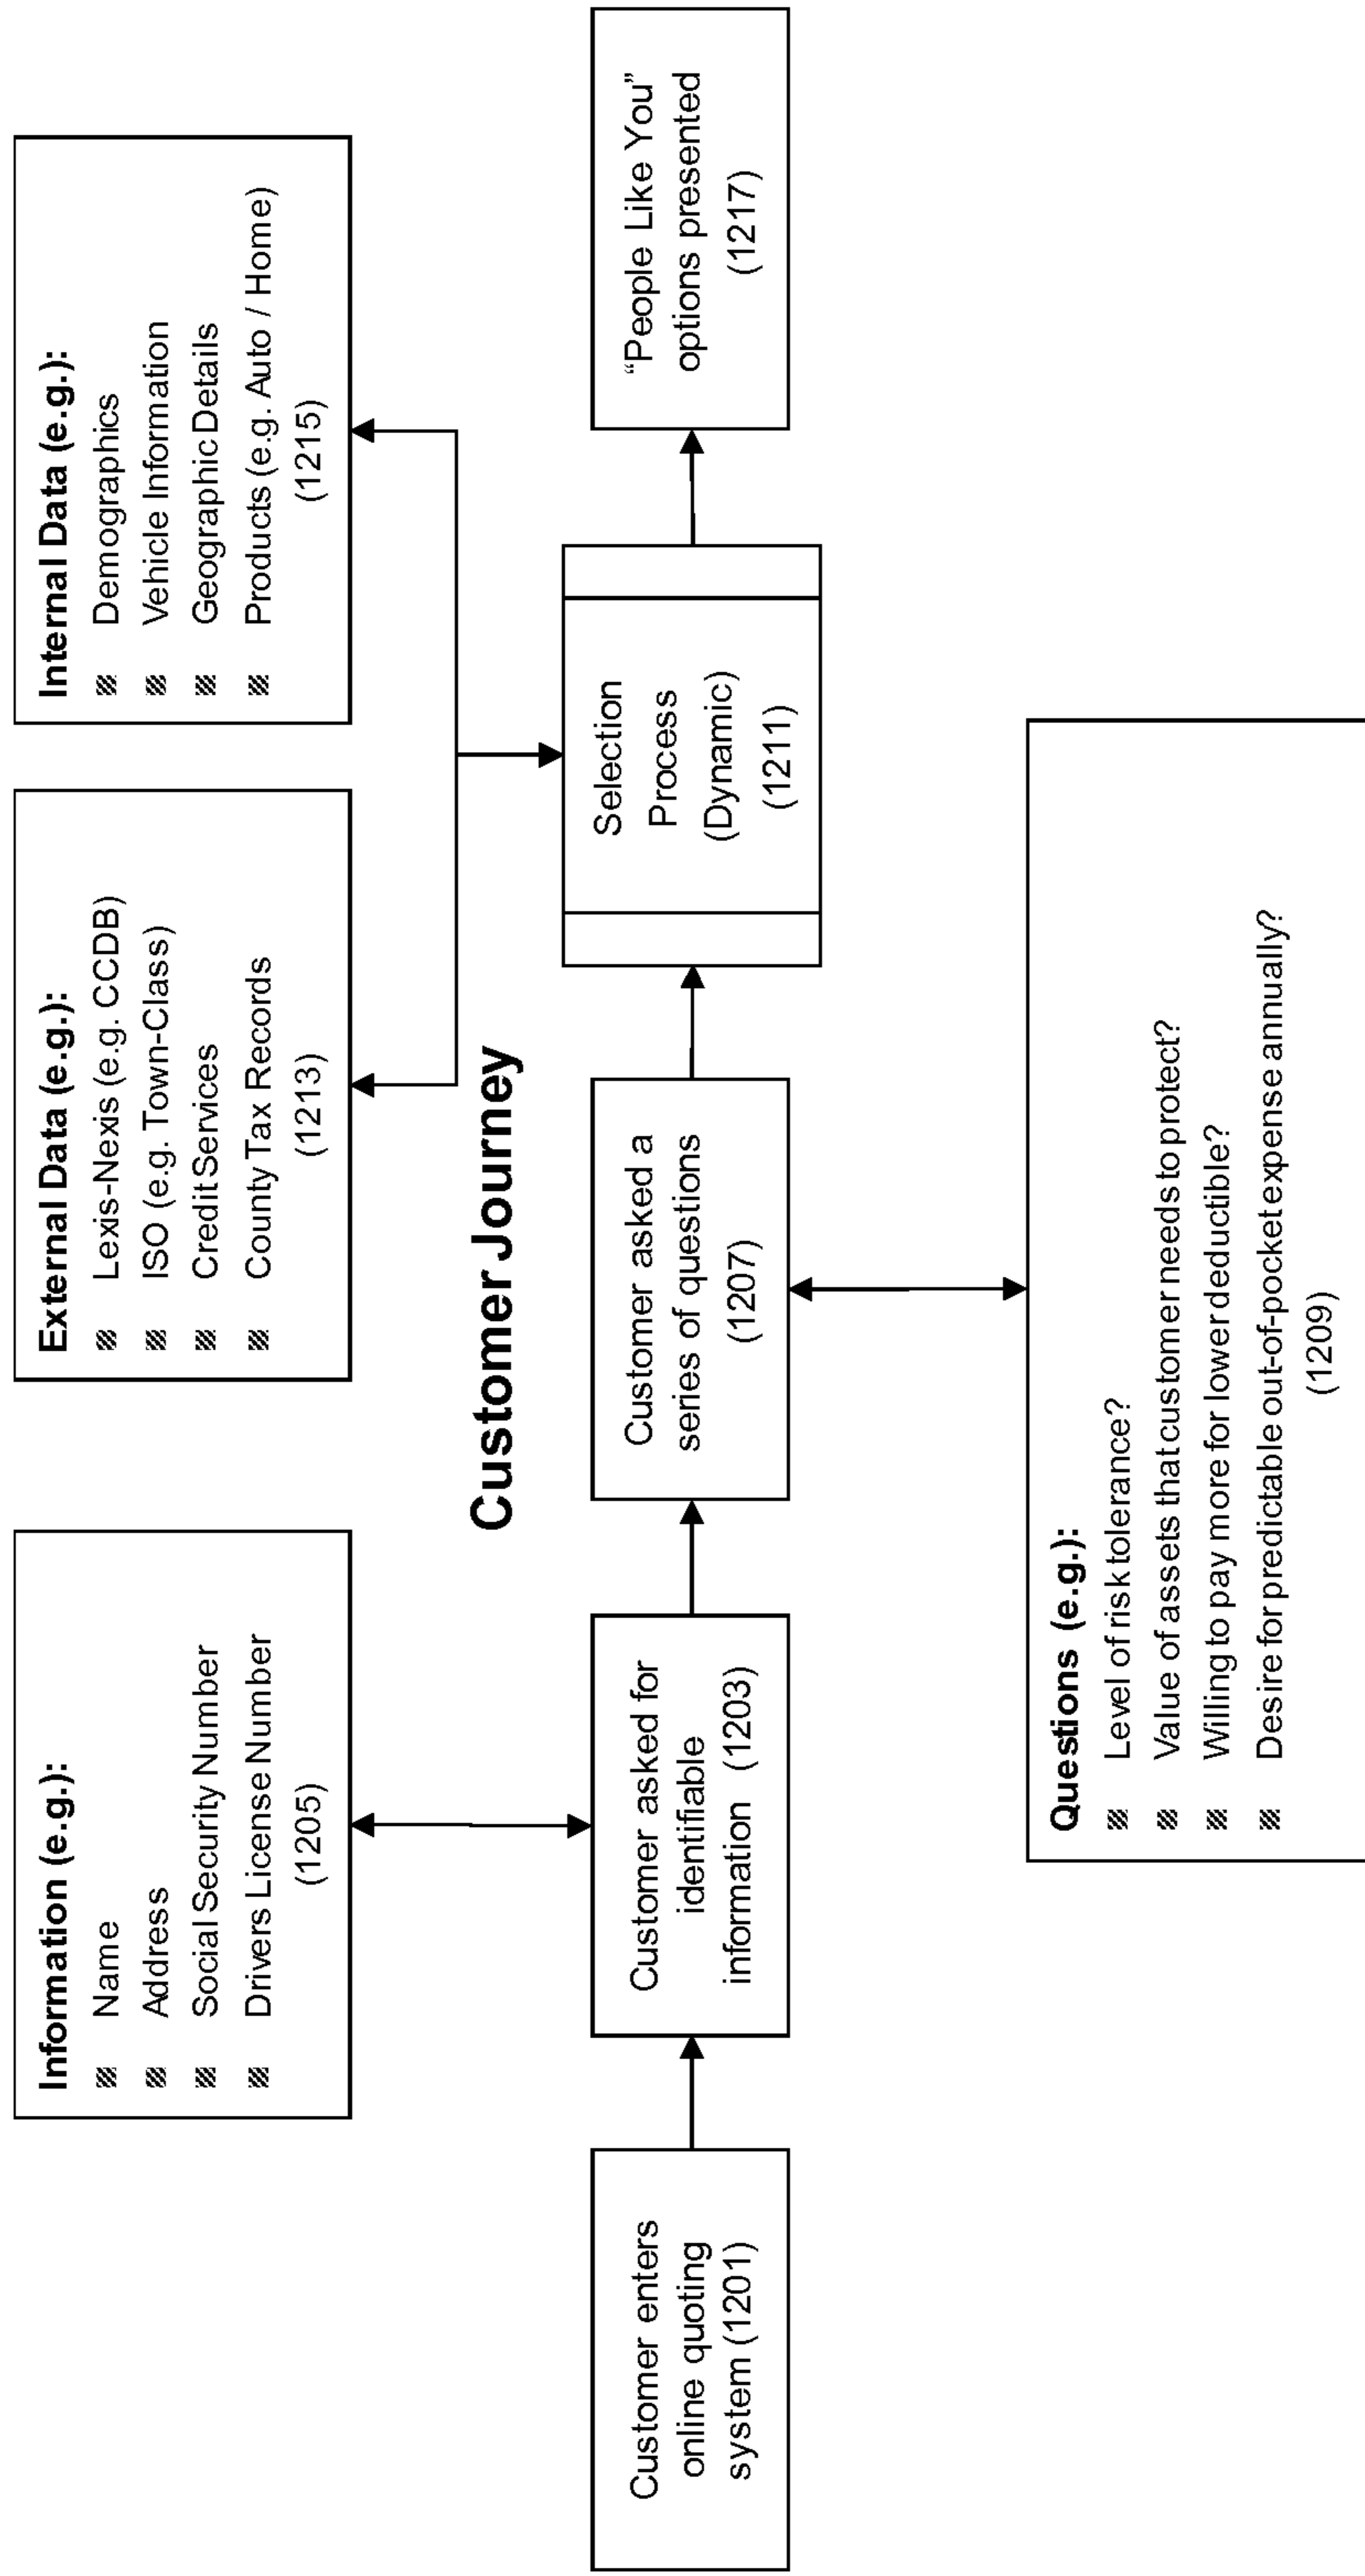 Information (e.g.):
Name
Address
Social Security Number
Drivers License Number
(1205)
External Data (e.g.):
Lexis-Nexis (e.g. CCDB)
ISO (e.g. Town-Class)
Credit Services
County Tax Records
(1213)
Internal Data (e.g.):
Demographics
Vehicle Information
Geographic Details
Products (e.g. Auto / Home)
(1215)
Customer Journey
Customer enters
online quoting
system (1201)
Customer asked for
identifiable
information (1203)
Customer asked a
series of questions
(1207)
Selection
Process
(Dynamic)
(1211)
“People Like You”
options presented
(1217)
Questions (e.g.):
Level of risk tolerance?
Value of assets that customer needs to protect?
Willing to pay more for lower deductible?
Desire for predictable out-of-pocket expense annually?
(1209)